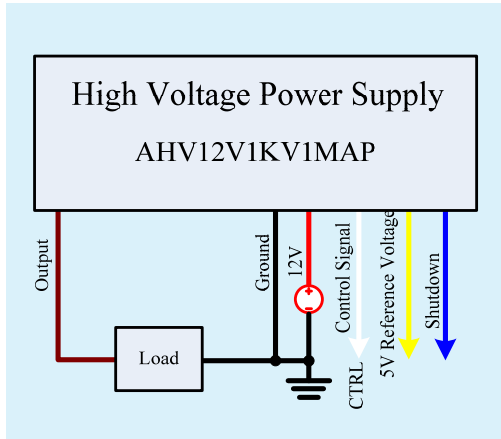 High Voltage Power Supply
AHV12V1KV1MAP
Output
Ground
12V
Control Signal
5V Reference Voltage
Shutdown
Load
CTRL